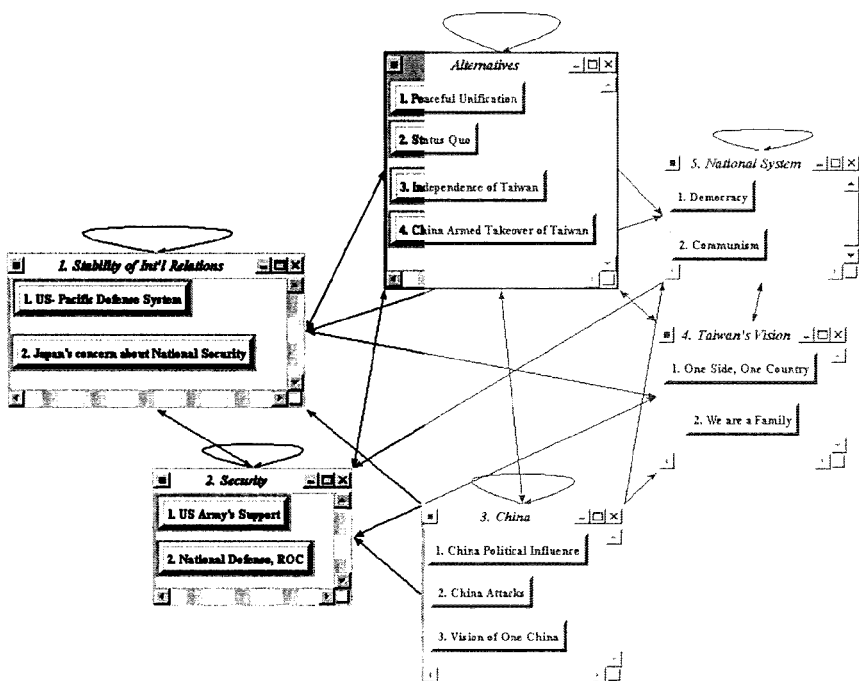 Alternatives
1. Peaceful Unification
2. Status Quo
3. Independence of Taiwan
4. China Armed Takeover of Taiwan
5. National System
1. Democracy
2. Communism
1. Stability of Int'l Relations
1. US- Pacific Defense System
2. Japan's concern about National Security
4. Taiwan's Vision
1. One Side, One Country
2. We are a Family
2. Security
1. US Army's Support
2. National Defense, ROC
3. China
1. China Political Influence
2. China Attacks
3. Vision of One China